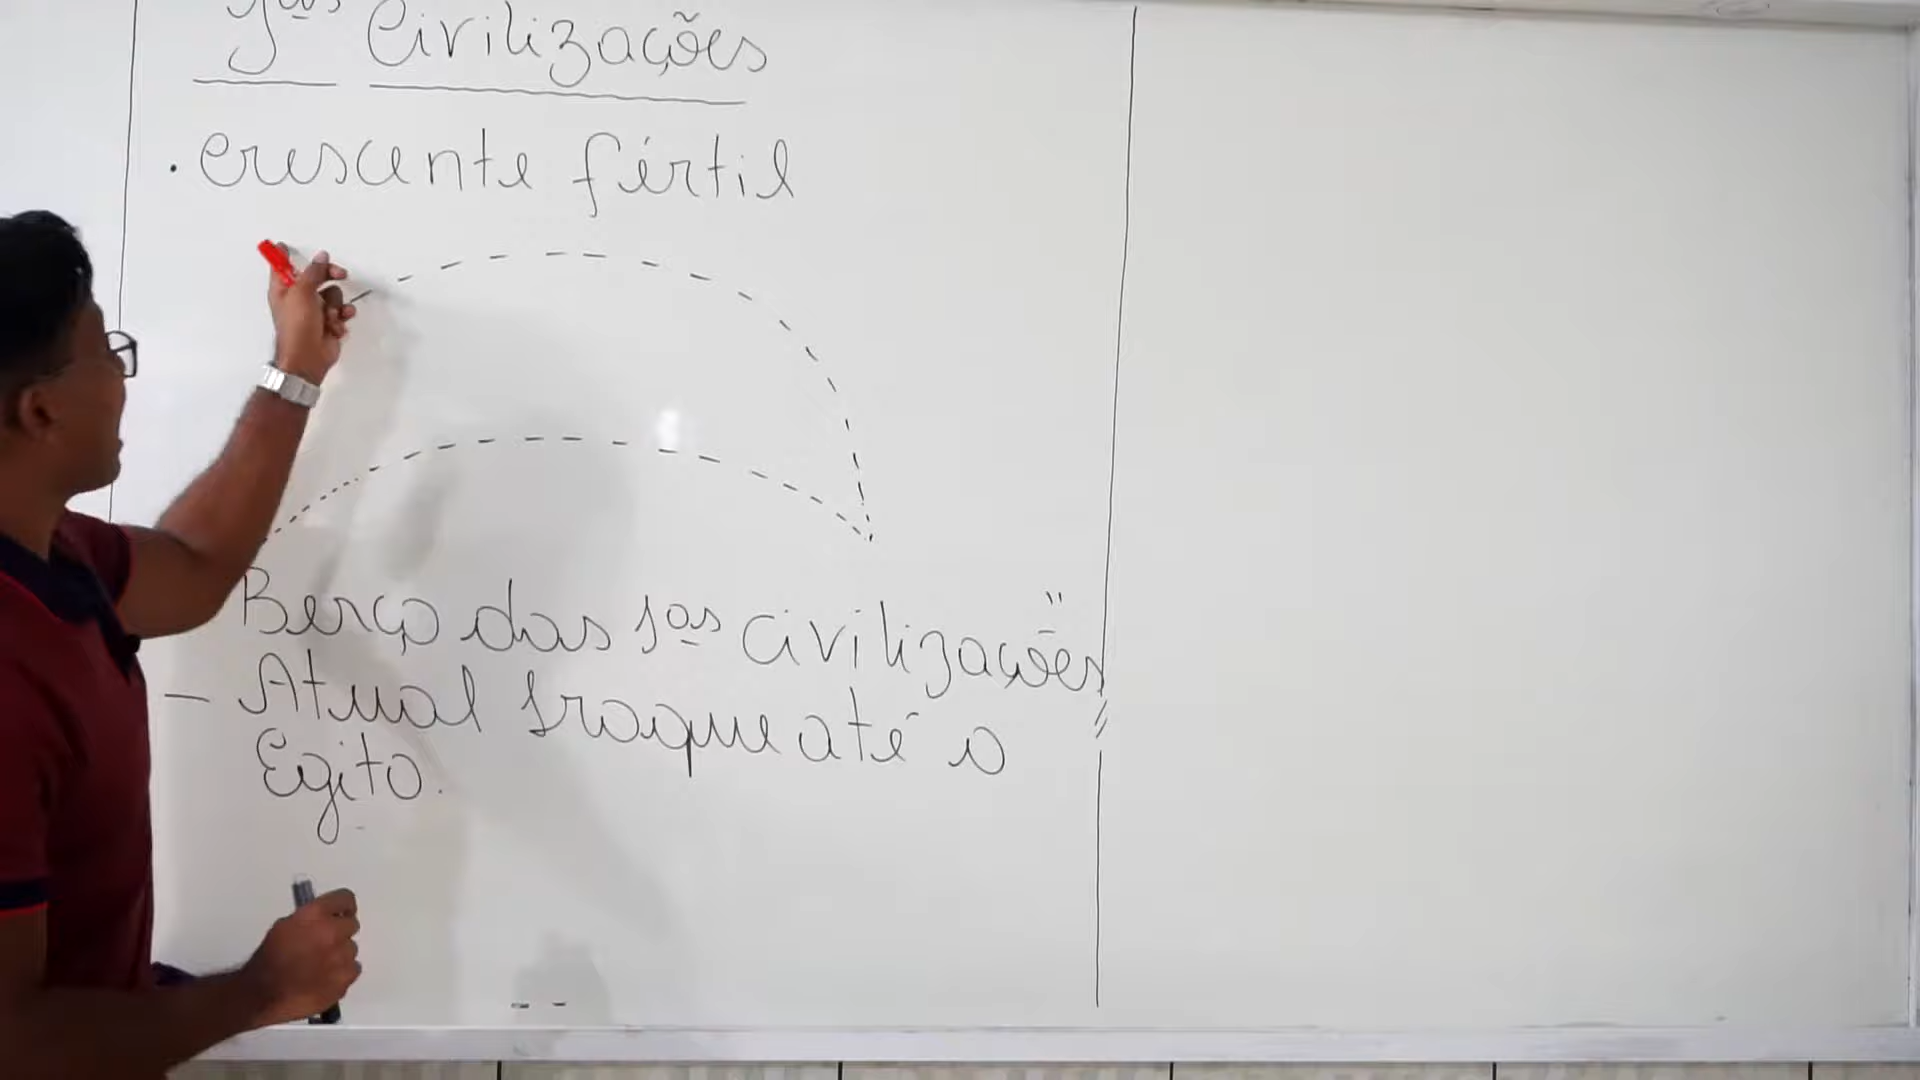 1as Civilizações
• crescente fértil
Berço das 1as civilizações"
- Atual Iraque até o
Egito.